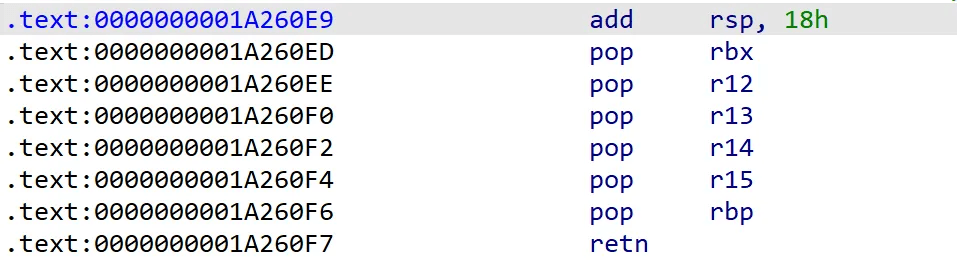 .text:0000000001A260E9 add rsp, 18h
.text:0000000001A260ED pop rbx
.text:0000000001A260EE pop r12
.text:0000000001A260F0 pop r13
.text:0000000001A260F2 pop r14
.text:0000000001A260F4 pop r15
.text:0000000001A260F6 pop rbp
.text:0000000001A260F7 retn